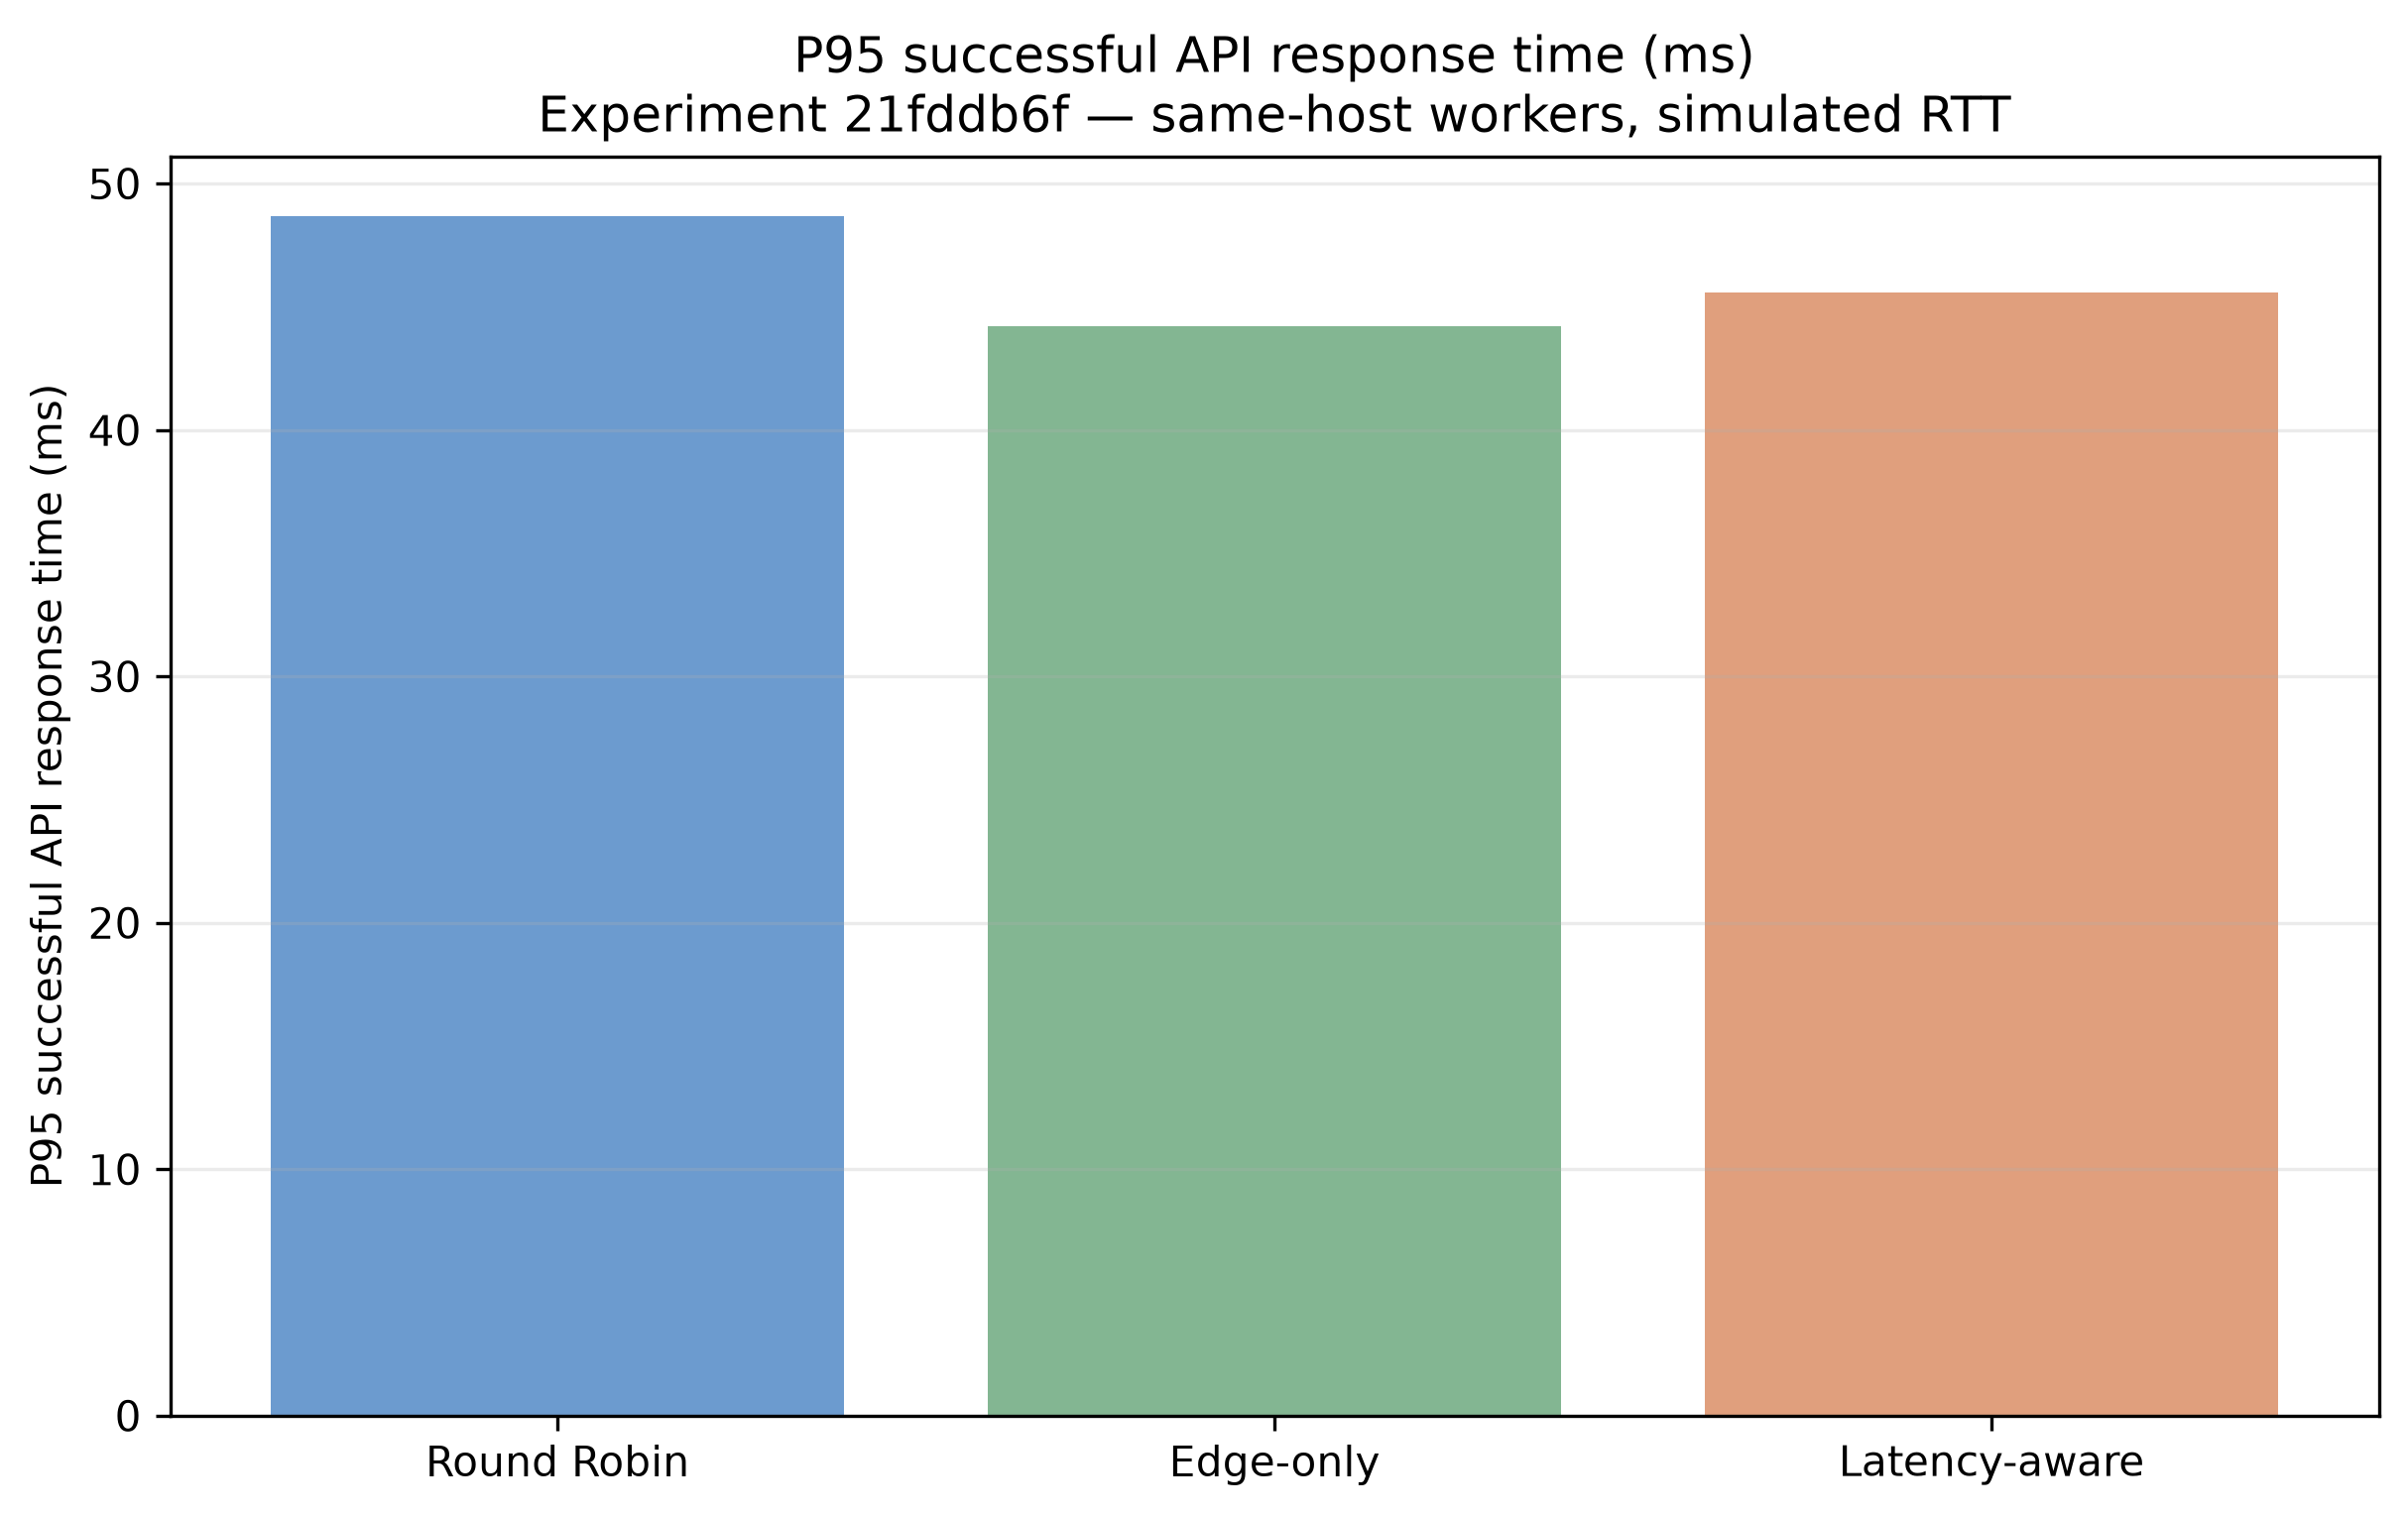 P95 successful API response time (ms)
Experiment 21fddb6f — same-host workers, simulated RTT
P95 successful API response time (ms)
50
40
30
20
10
0
Round Robin
Edge-only
Latency-aware